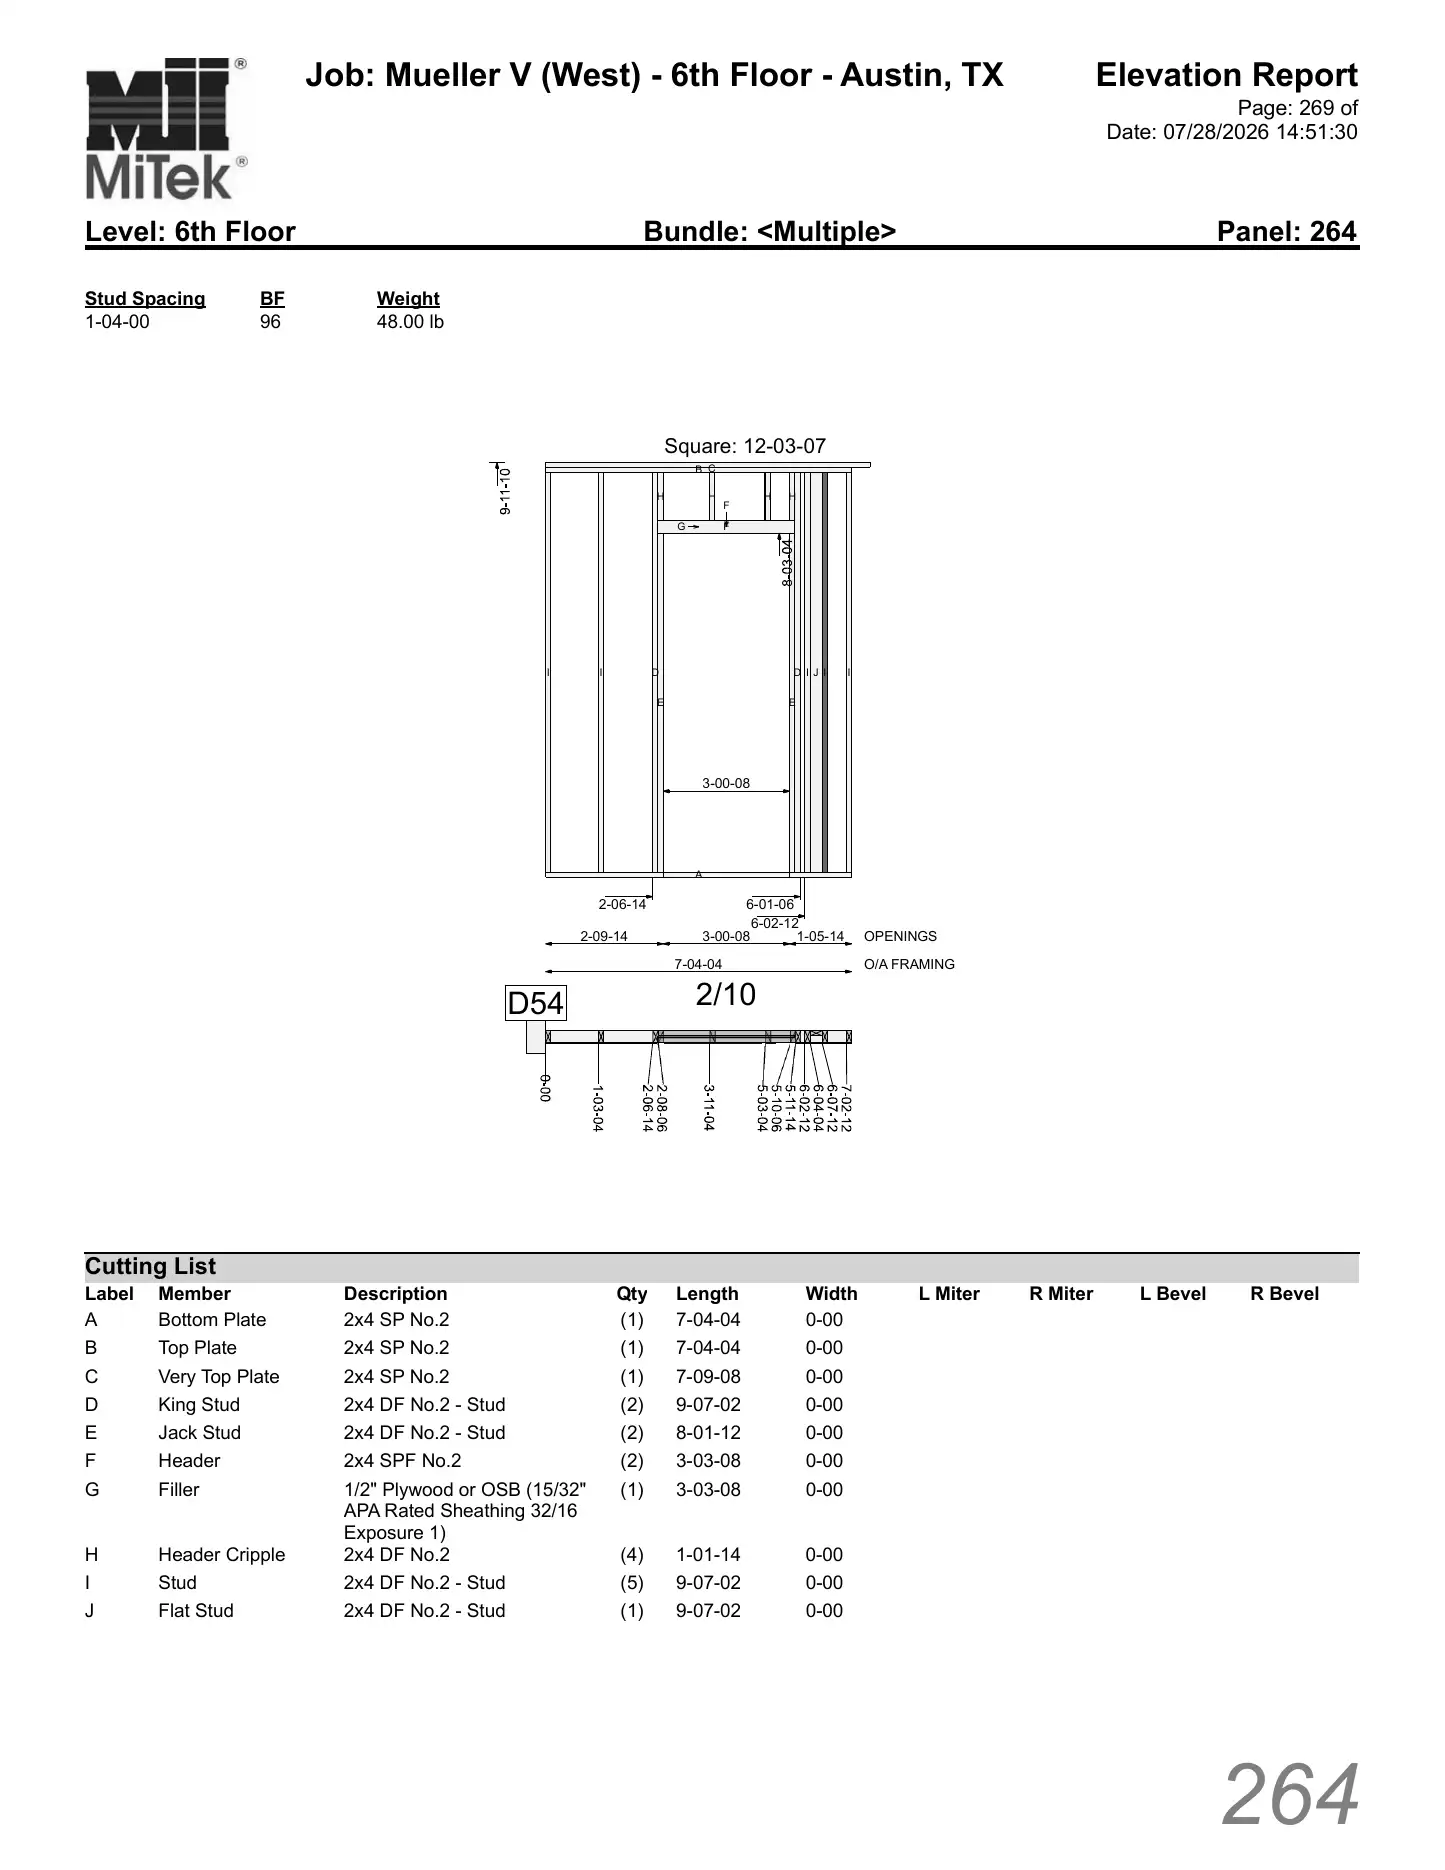 ®
Job: Mueller V (West) - 6th Floor - Austin, TX
Elevation Report
Page: 269 of
Date: 07/28/2026 14:51:30
MiTek®
Level: 6th Floor Bundle: <Multiple> Panel: 264
Stud Spacing BF Weight
1-04-00 96 48.00 lb
Square: 12-03-07
9-11-10
B C
H H H H
F
G F
8-03-04
I I D D I J I I
E E
3-00-08
A
2-06-14 6-01-06
6-02-12
2-09-14 3-00-08 1-05-14 OPENINGS
7-04-04 O/A FRAMING
D54 2/10
0-00 1-03-04 2-06-14 2-08-06 3-11-04 5-03-04 5-10-06 5-11-14 6-02-12 6-04-04 6-07-12 7-02-12
Cutting List
Label Member Description Qty Length Width L Miter R Miter L Bevel R Bevel
A Bottom Plate 2x4 SP No.2 (1) 7-04-04 0-00
B Top Plate 2x4 SP No.2 (1) 7-04-04 0-00
C Very Top Plate 2x4 SP No.2 (1) 7-09-08 0-00
D King Stud 2x4 DF No.2 - Stud (2) 9-07-02 0-00
E Jack Stud 2x4 DF No.2 - Stud (2) 8-01-12 0-00
F Header 2x4 SPF No.2 (2) 3-03-08 0-00
G Filler 1/2" Plywood or OSB (15/32" (1) 3-03-08 0-00
APA Rated Sheathing 32/16
Exposure 1)
H Header Cripple 2x4 DF No.2 (4) 1-01-14 0-00
I Stud 2x4 DF No.2 - Stud (5) 9-07-02 0-00
J Flat Stud 2x4 DF No.2 - Stud (1) 9-07-02 0-00
264